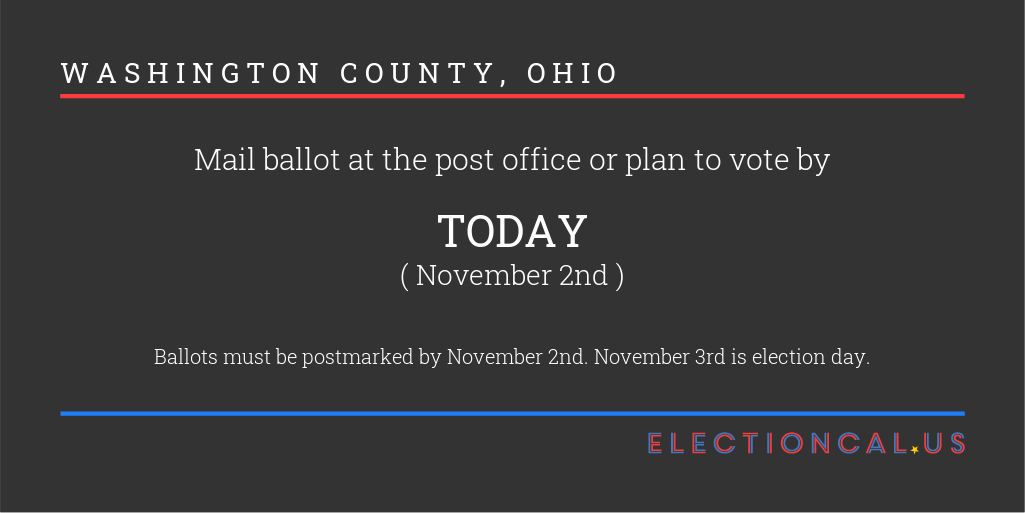 WASHINGTON COUNTY, OHIO
Mail ballot at the post office or plan to vote by
TODAY
( November 2nd )
Ballots must be postmarked by November 2nd. November 3rd is election day.
ELECTIONCAL.US